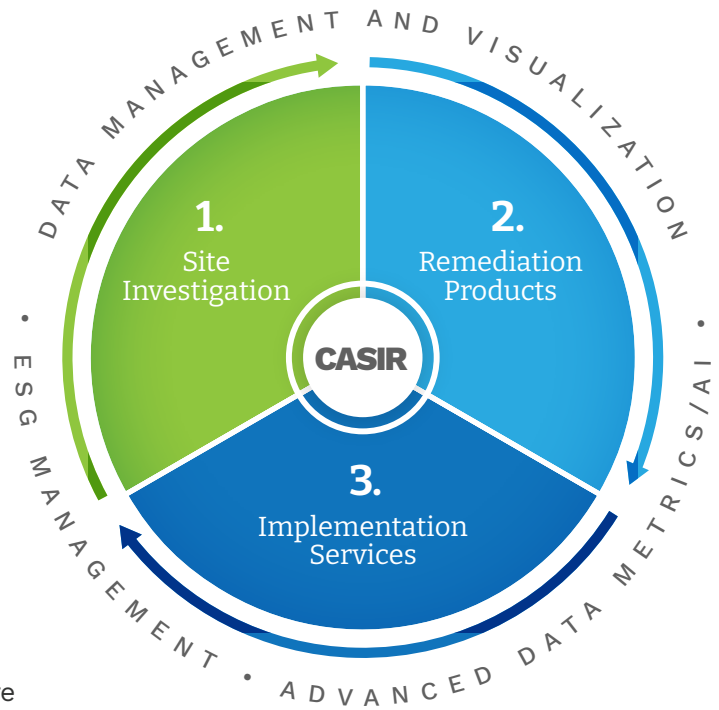 DATA MANAGEMENT AND VISUALIZATION
1.
Site
Investigation
2.
Remediation
Products
CASIR
3.
Implementation
Services
• ESG MANAGEMENT • ADVANCED DATA METRICS/AI •